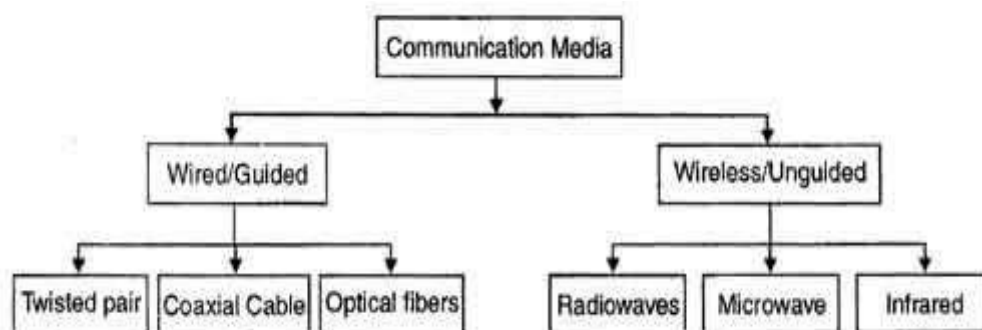 Communication Media
Wired/Guided
Wireless/Unguided
Twisted pair
Coaxial Cable
Optical fibers
Radiowaves
Microwave
Infrared